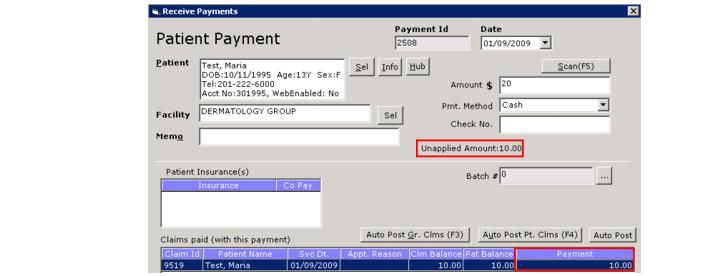 Receive Payments
Patient Payment
Payment Id
2508
Date
01/09/2009
Patient
Test, Maria
DOB:10/11/1995 Age:13Y Sex:F
Tel:201-222-6000
Acct No:301995, WebEnabled: No
Sel
Info
Hub
Scan(F5)
Amount $ 20
Pmt. Method Cash
Check No.
Facility DERMATOLOGY GROUP
Sel
Memo
Unapplied Amount:10.00
Patient Insurance(s)
Insurance Co Pay
Batch # 0 ...
Claims paid (with this payment)
Auto Post Gr. Clms (F3) Auto Post Pt. Clms (F4) Auto Post
Claim Id Patient Name Svc Dt. Appt. Reason Clm Balance Pat Balance Payment
9519 Test, Maria 01/09/2009 10.00 10.00 10.00